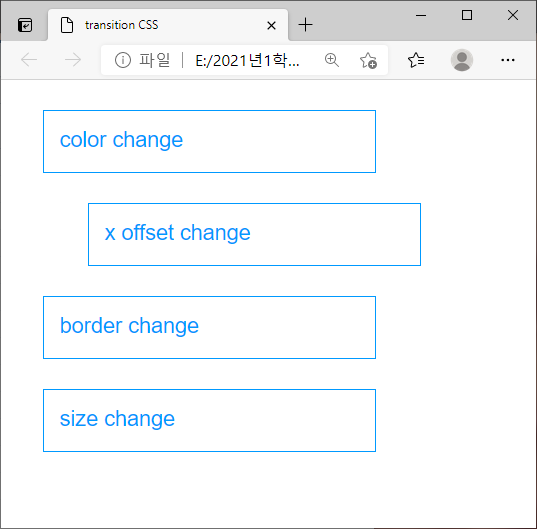 transition CSS
파일
E:/2021년1학...
color change
x offset change
border change
size change